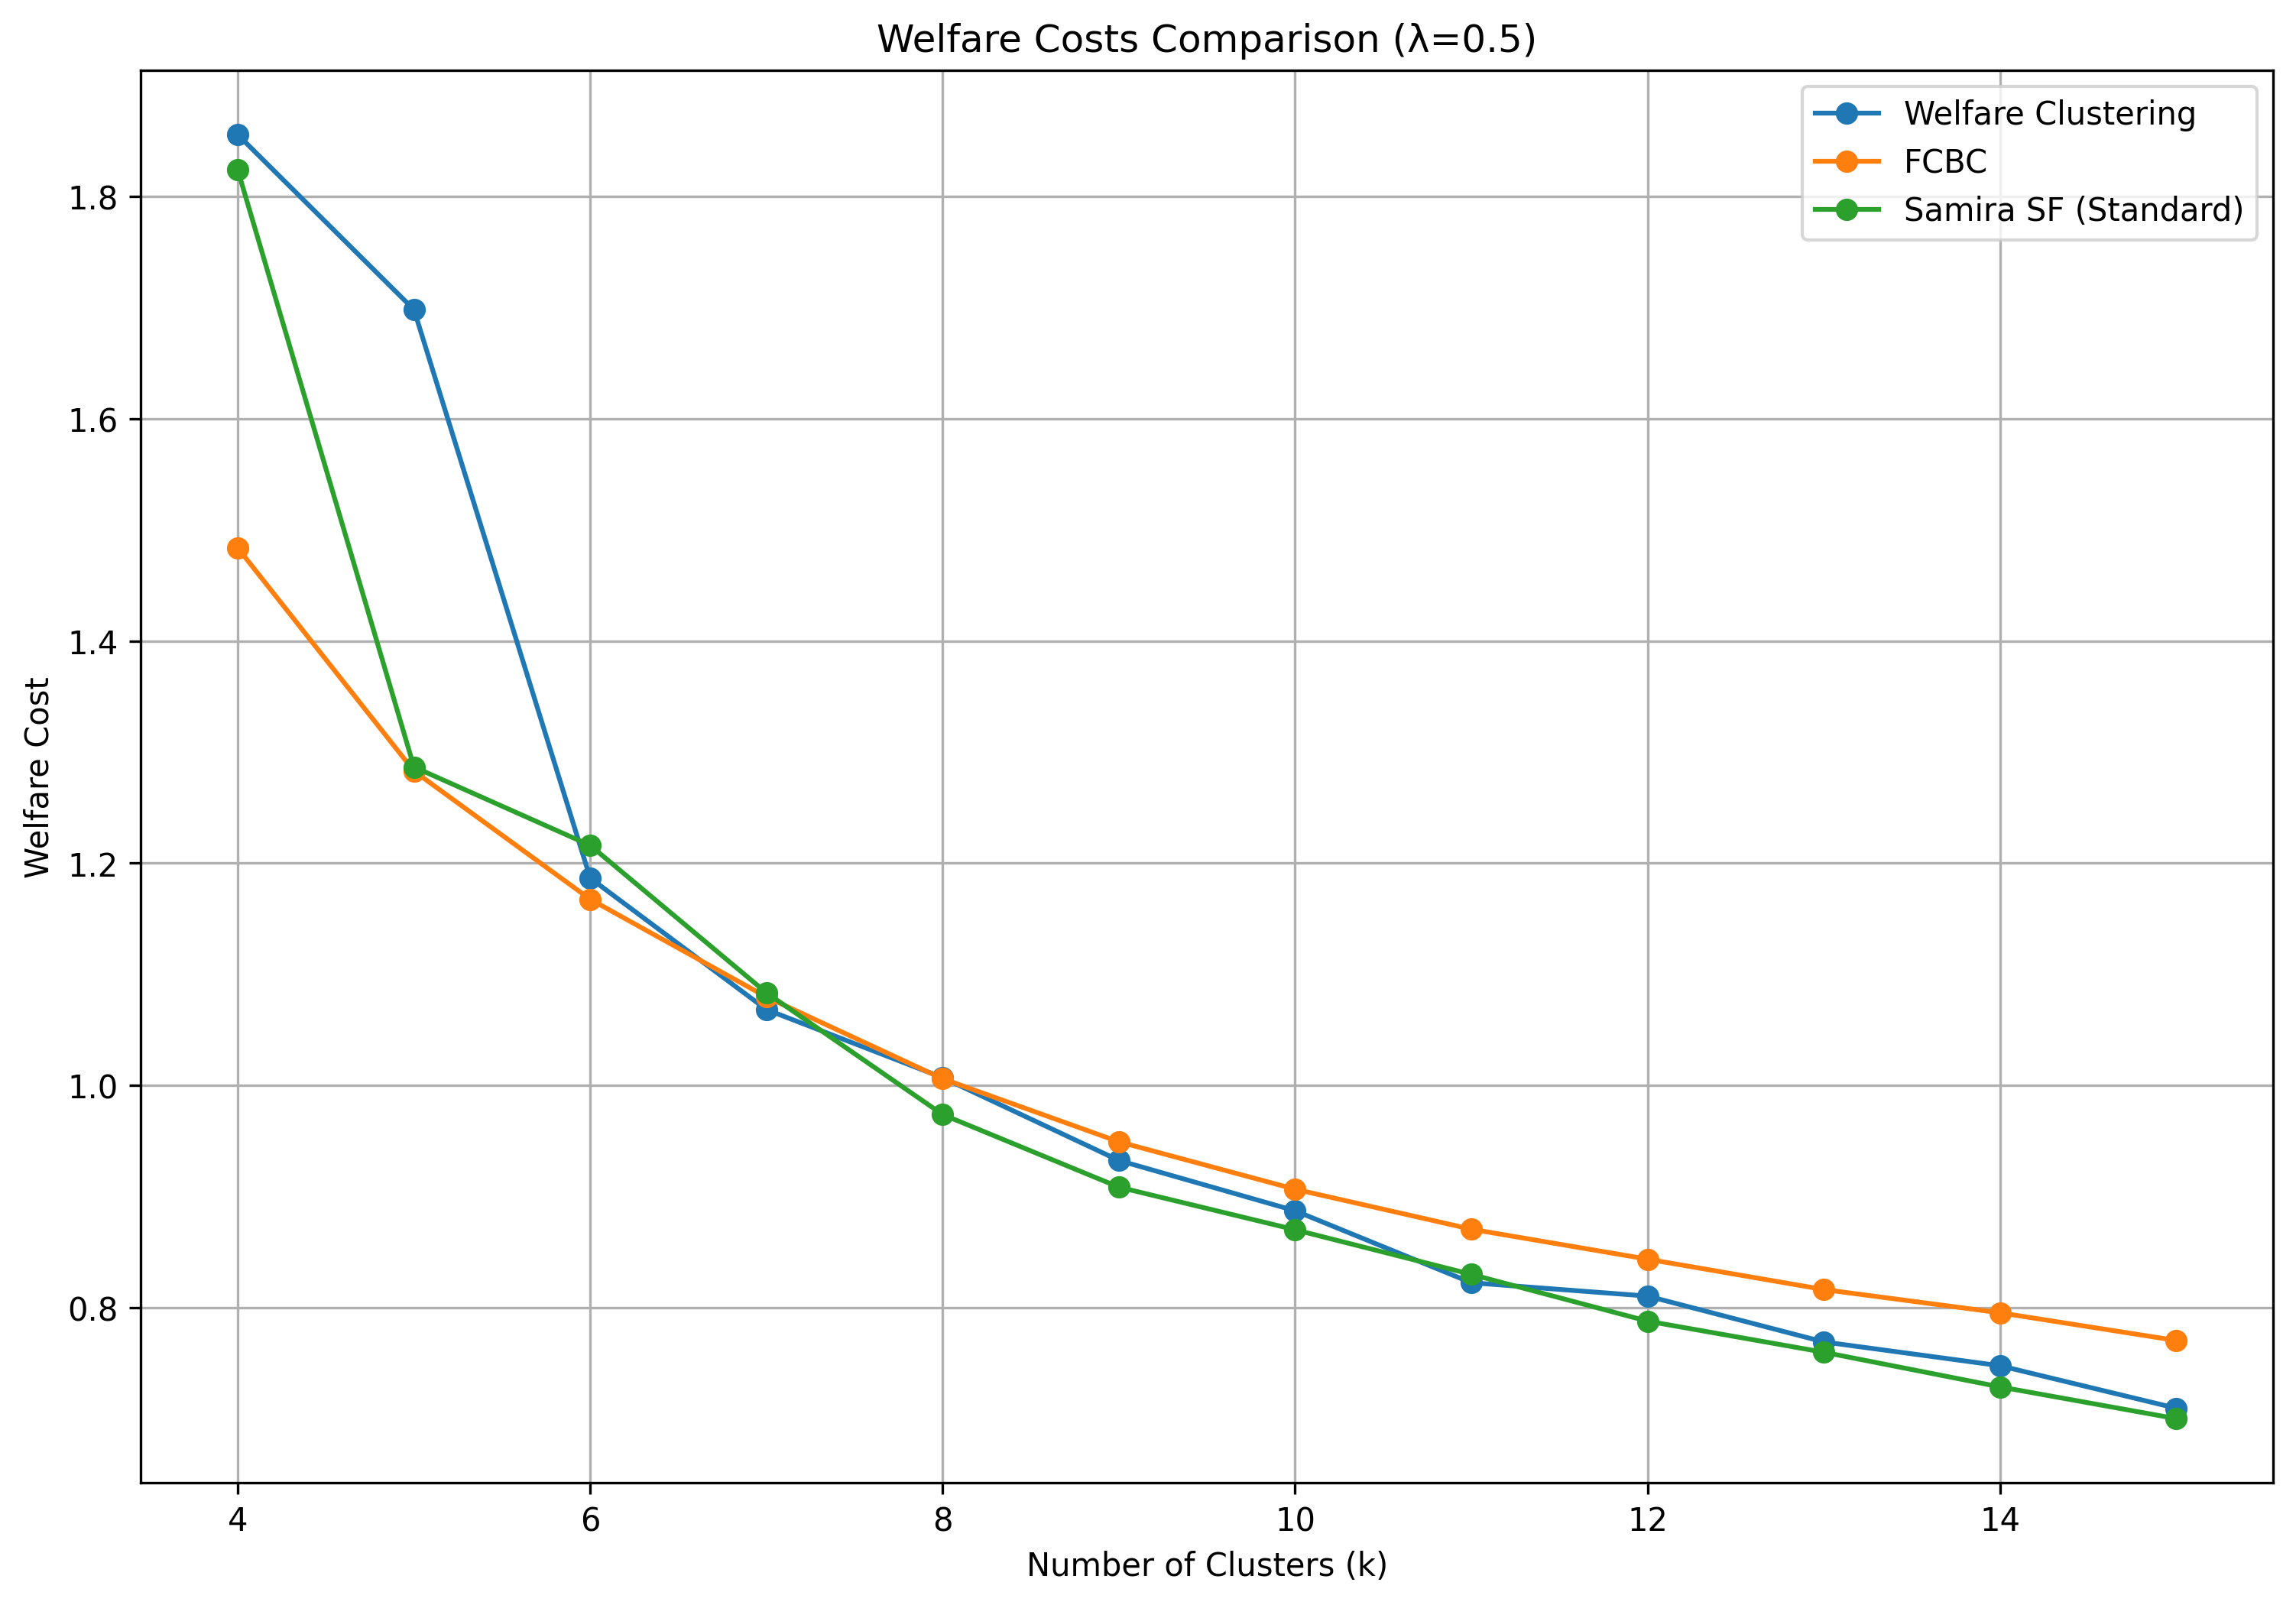 Welfare Costs Comparison (λ=0.5)
Welfare Clustering
FCBC
Samira SF (Standard)
Welfare Cost
1.8
1.6
1.4
1.2
1.0
0.8
4 6 8 10 12 14
Number of Clusters (k)